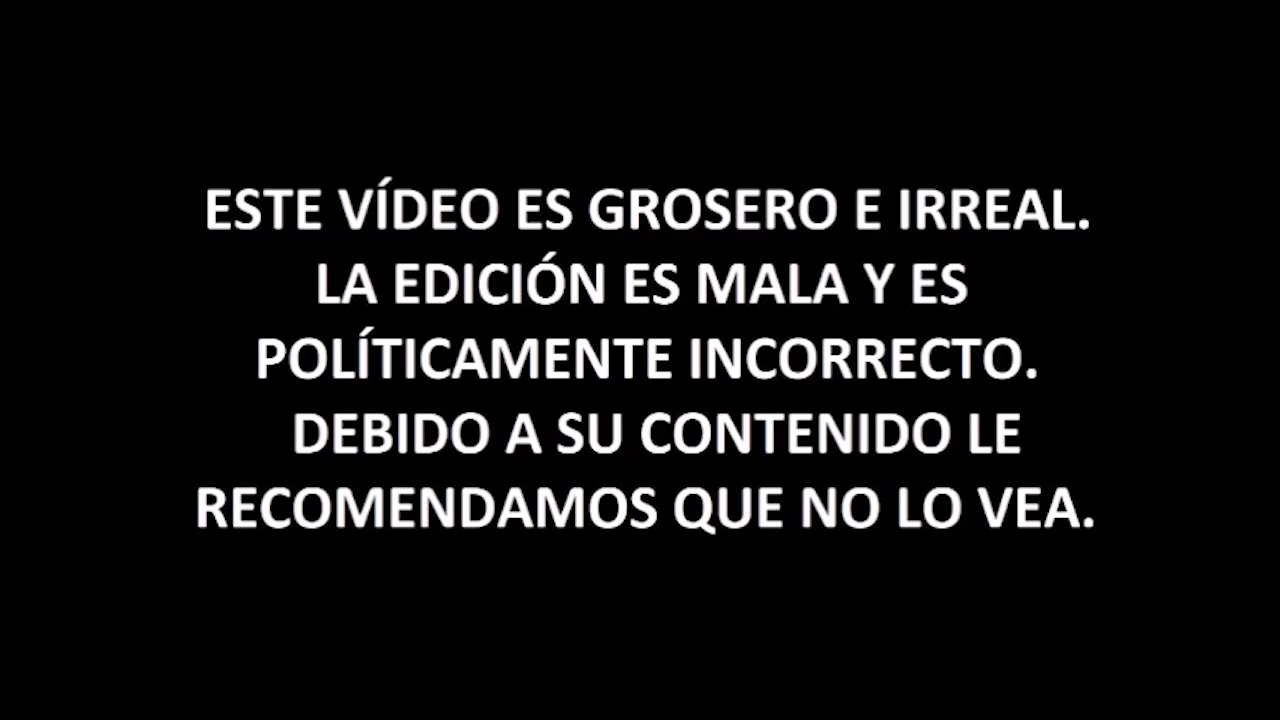 ESTE VÍDEO ES GROSERO E IRREAL.
LA EDICIÓN ES MALA Y ES
POLÍTICAMENTE INCORRECTO.
DEBIDO A SU CONTENIDO LE
RECOMENDAMOS QUE NO LO VEA.